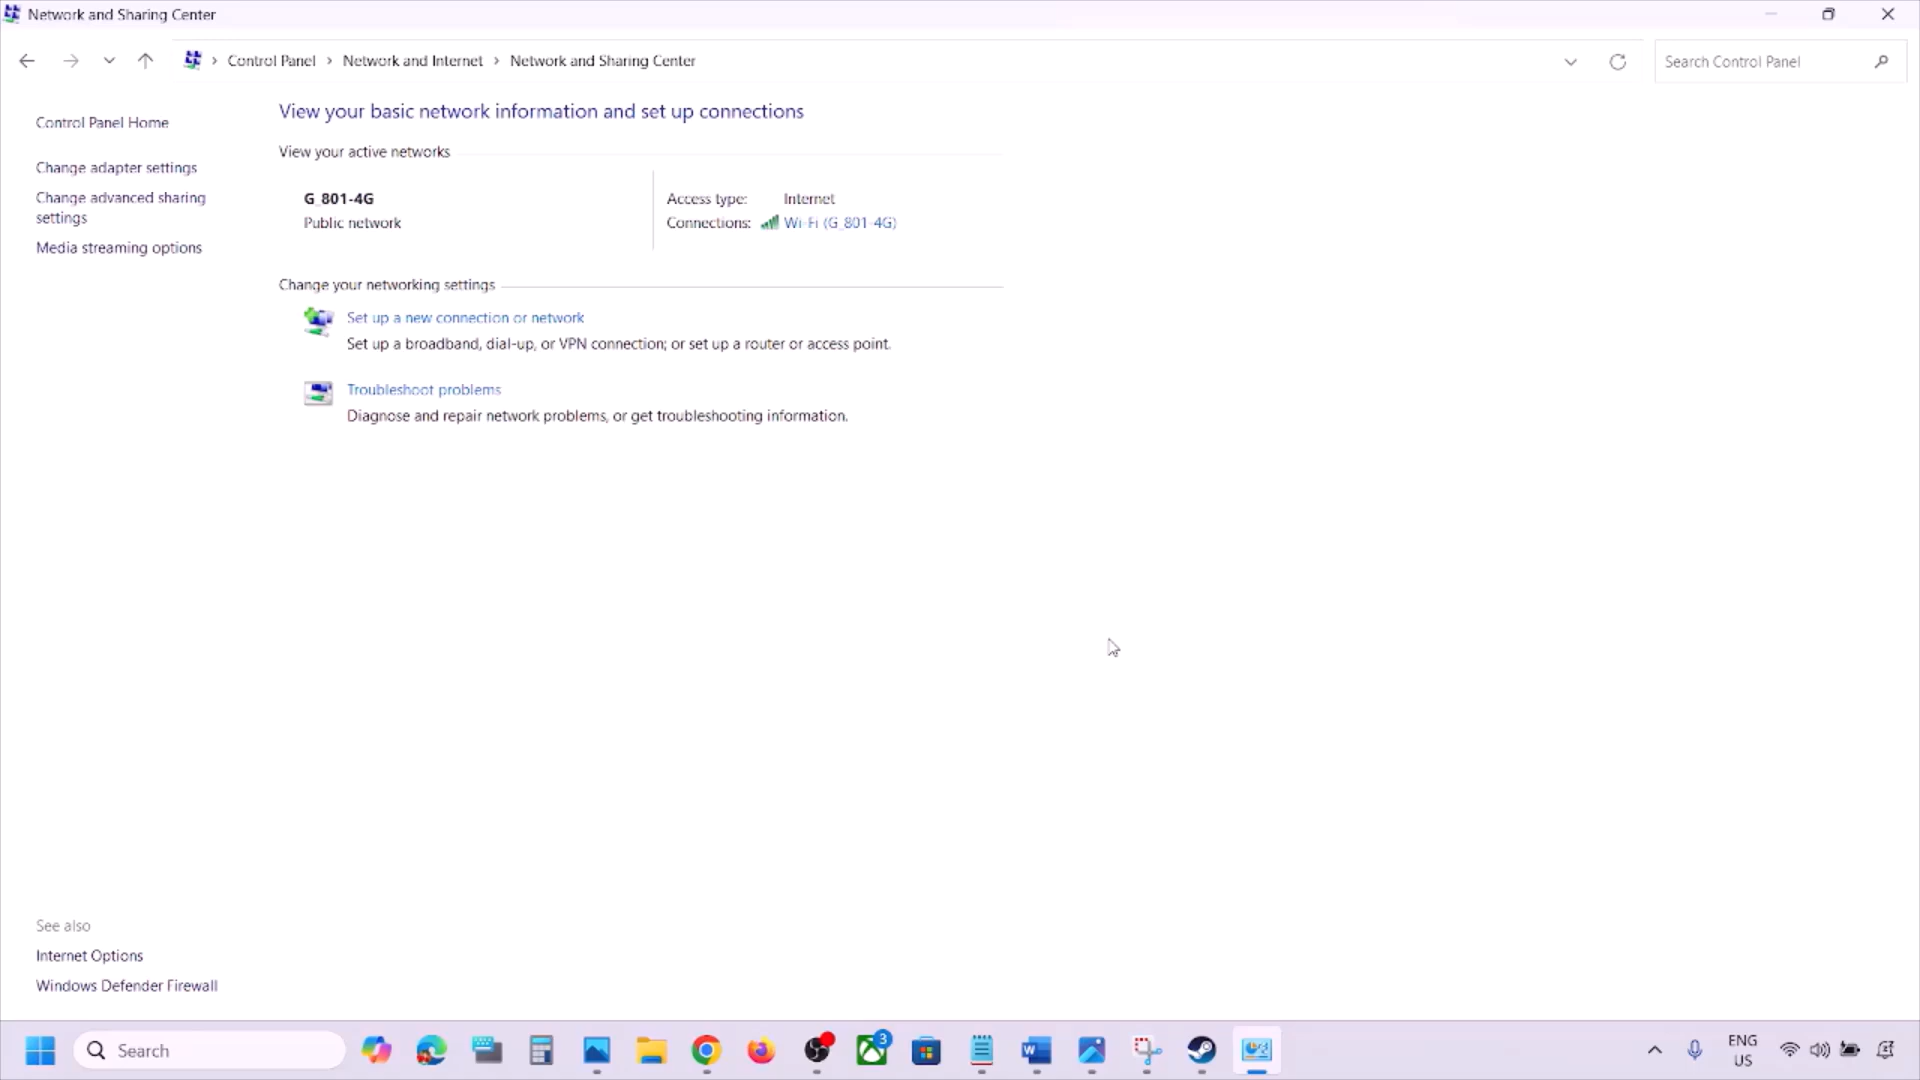 Network and Sharing Center
Control Panel > Network and Internet > Network and Sharing Center
Search Control Panel
Control Panel Home
Change adapter settings
Change advanced sharing
settings
Media streaming options
View your basic network information and set up connections
View your active networks
G_801-4G
Public network
Access type: Internet
Connections: Wi-Fi (G_801-4G)
Change your networking settings
Set up a new connection or network
Set up a broadband, dial-up, or VPN connection; or set up a router or access point.
Troubleshoot problems
Diagnose and repair network problems, or get troubleshooting information.
See also
Internet Options
Windows Defender Firewall
Search
3
W
ENG
US